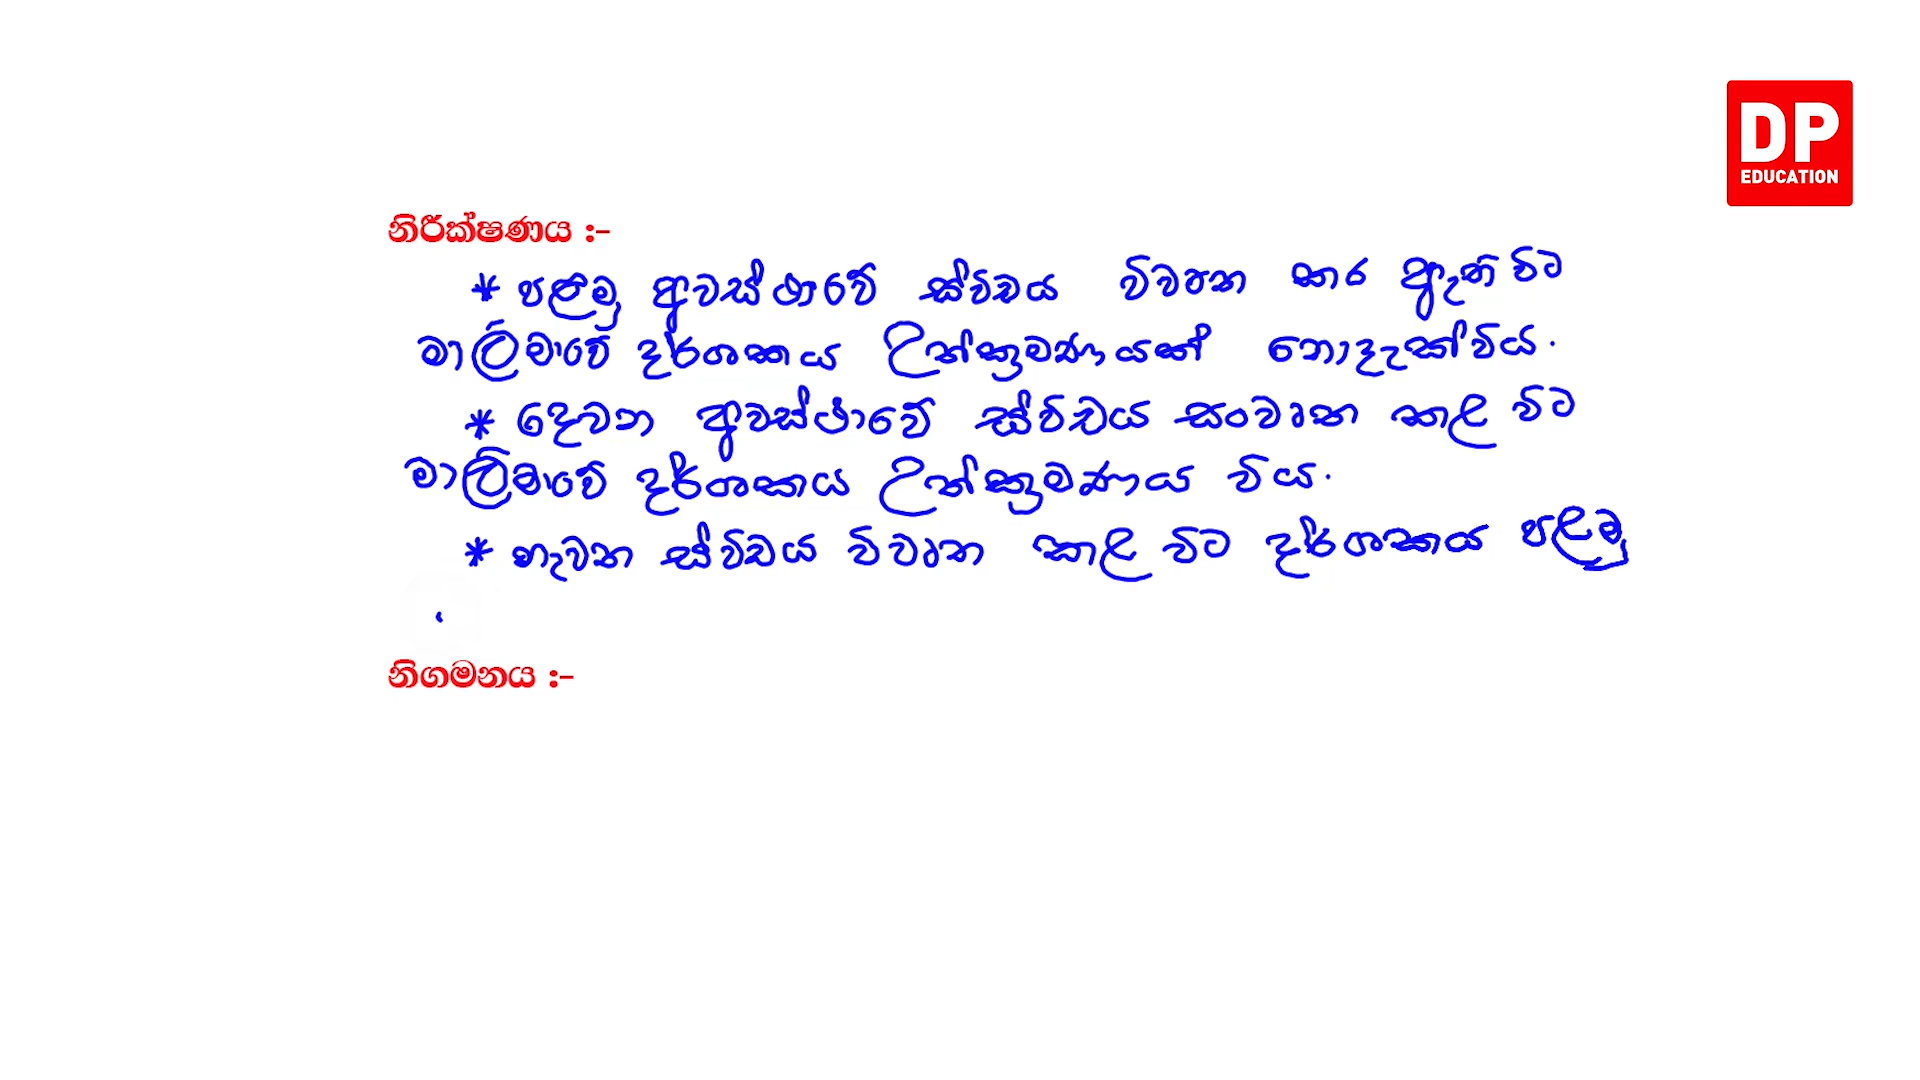 DP
EDUCATION
නිරීක්ෂණය :-
* පළමු අවස්ථාවේ ස්විචය විවෘත කර ඇති විට
මාලිමාවේ දර්ශකය උත්ක්‍රමණයක් නොදැක්විය.
* දෙවන අවස්ථාවේ ස්විචය සංවෘත කළ විට
මාලිමාවේ දර්ශකය උත්ක්‍රමණය විය.
* නැවත ස්විචය විවෘත කළ විට දර්ශකය පළමු
නිගමනය :-